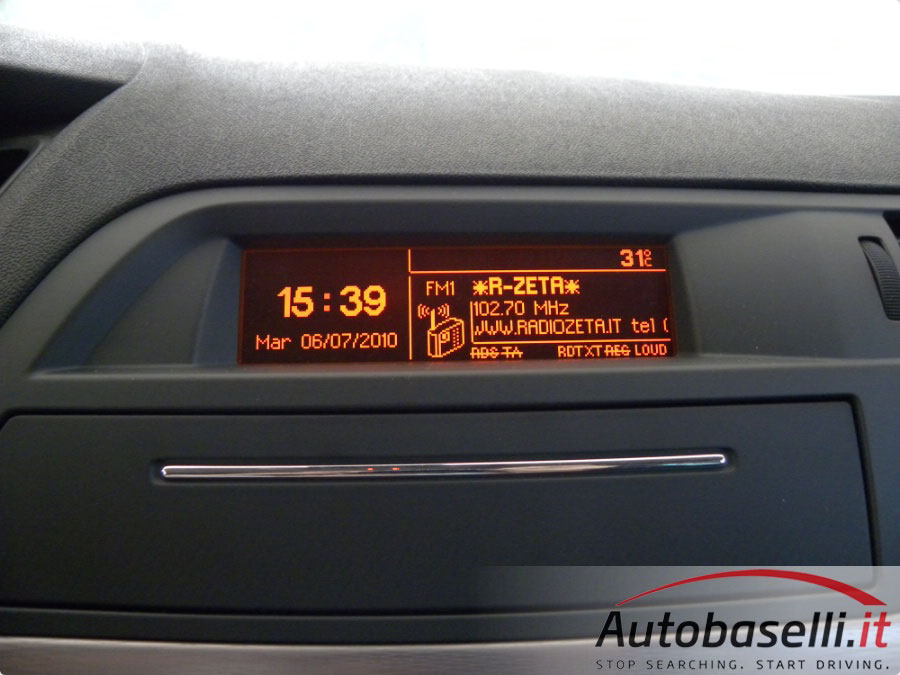 15:39
Mar 06/07/2010
31°C
FM1 *R-ZETA*
102.70 MHz
WWW.RADIOZETA.IT tel (
RDS TA RDTXT REG LOUD
Autobaselli.it
STOP SEARCHING. START DRIVING.